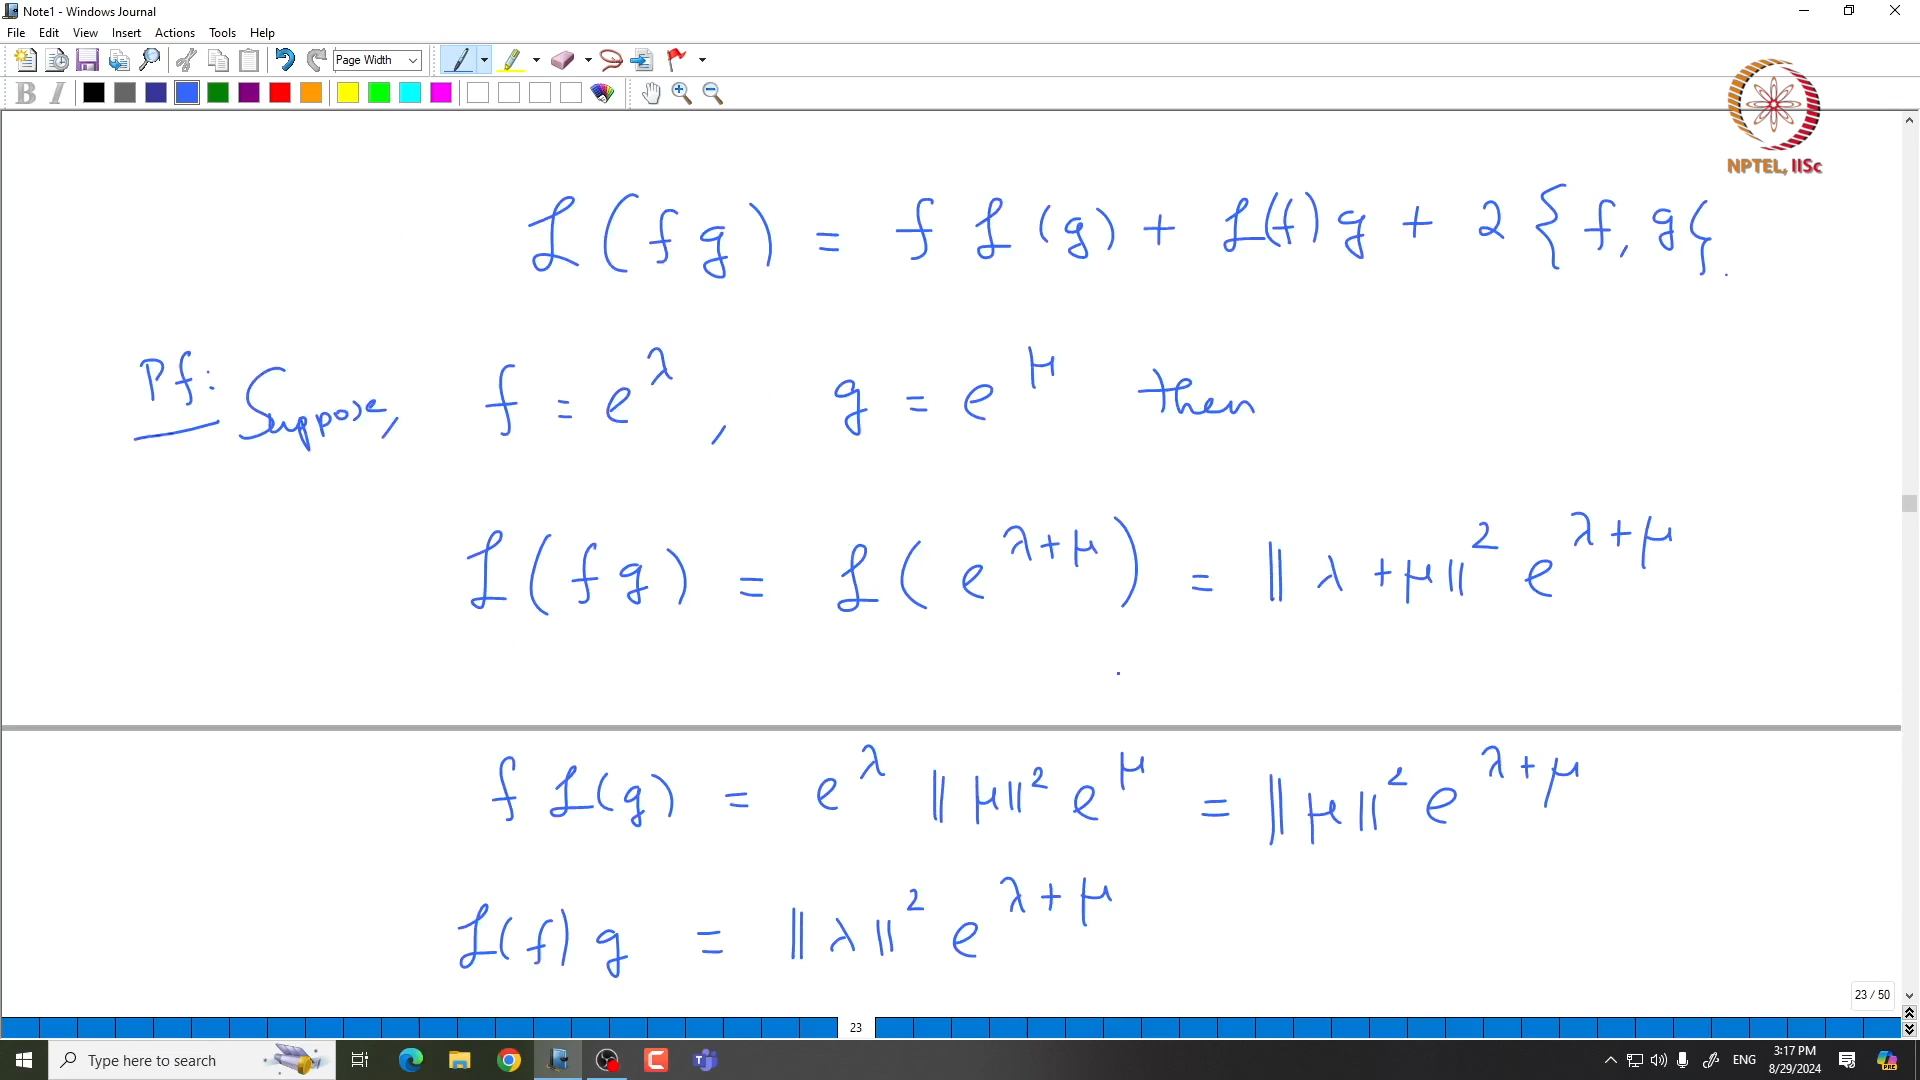 Note1 - Windows Journal
File Edit View Insert Actions Tools Help
Page Width
B I
NPTEL, IISc
ℒ(fg) = f ℒ(g) + ℒ(f)g + 2{f, g}.
Pf: Suppose, f = e^λ, g = e^μ then
ℒ(fg) = ℒ(e^{λ+μ}) = ||λ+μ||² e^{λ+μ}
f ℒ(g) = e^λ ||μ||² e^μ = ||μ||² e^{λ+μ}
ℒ(f) g = ||λ||² e^{λ+μ}
23 / 50
23
Type here to search
ENG
3:17 PM
8/29/2024